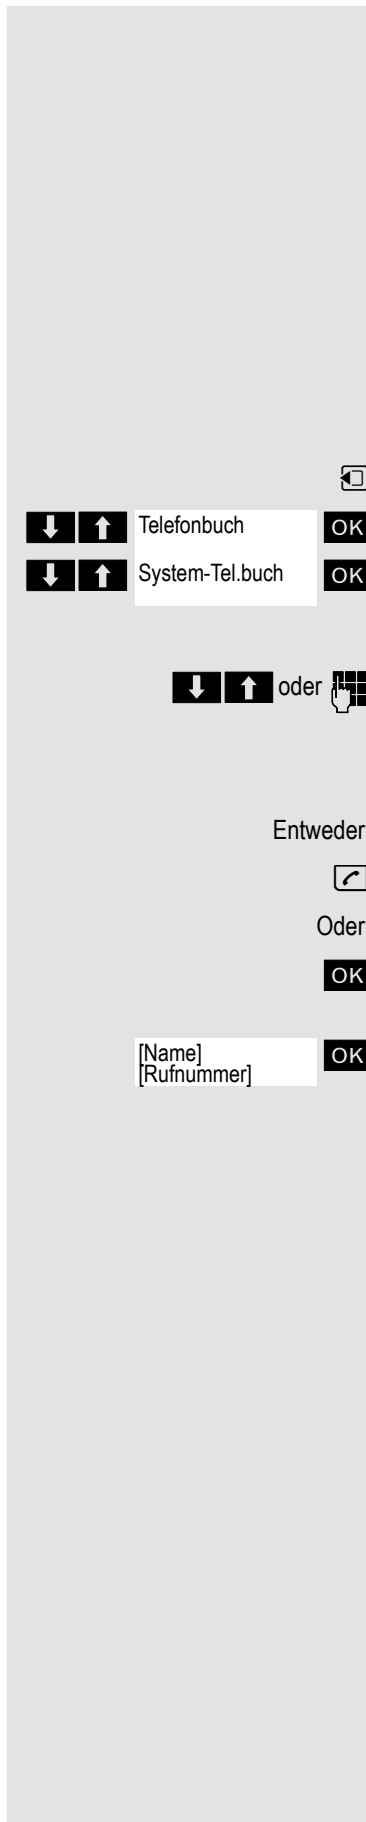 Telefonbuch OK
System-Tel.buch OK
oder
Entweder
Oder
OK
[Name] OK
[Rufnummer]